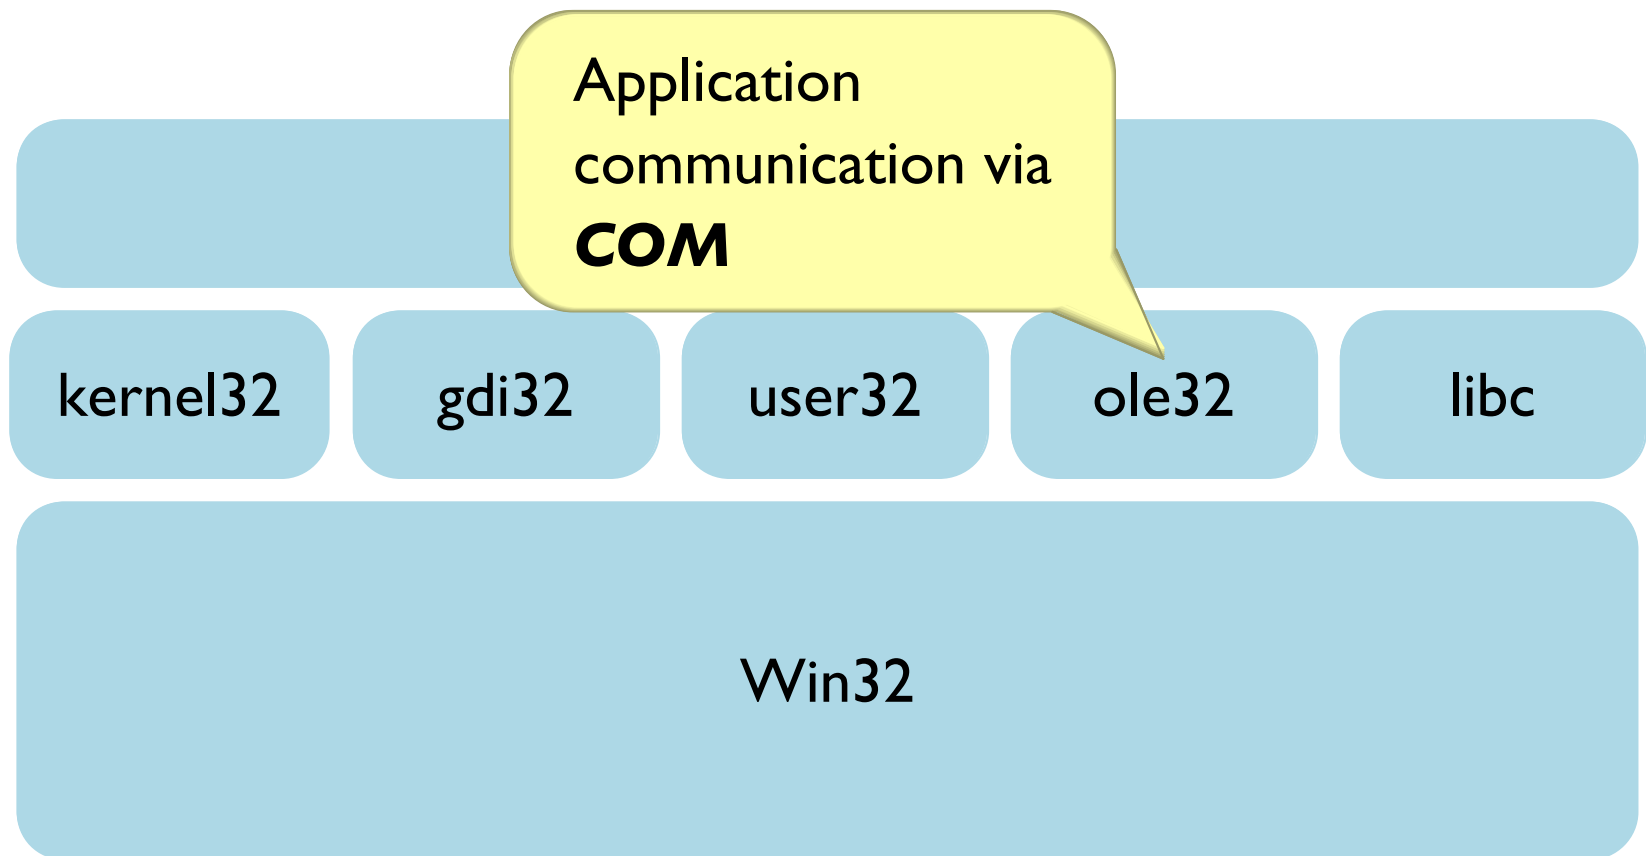 Application
communication via
COM
kernel32
gdi32
user32
ole32
libc
Win32